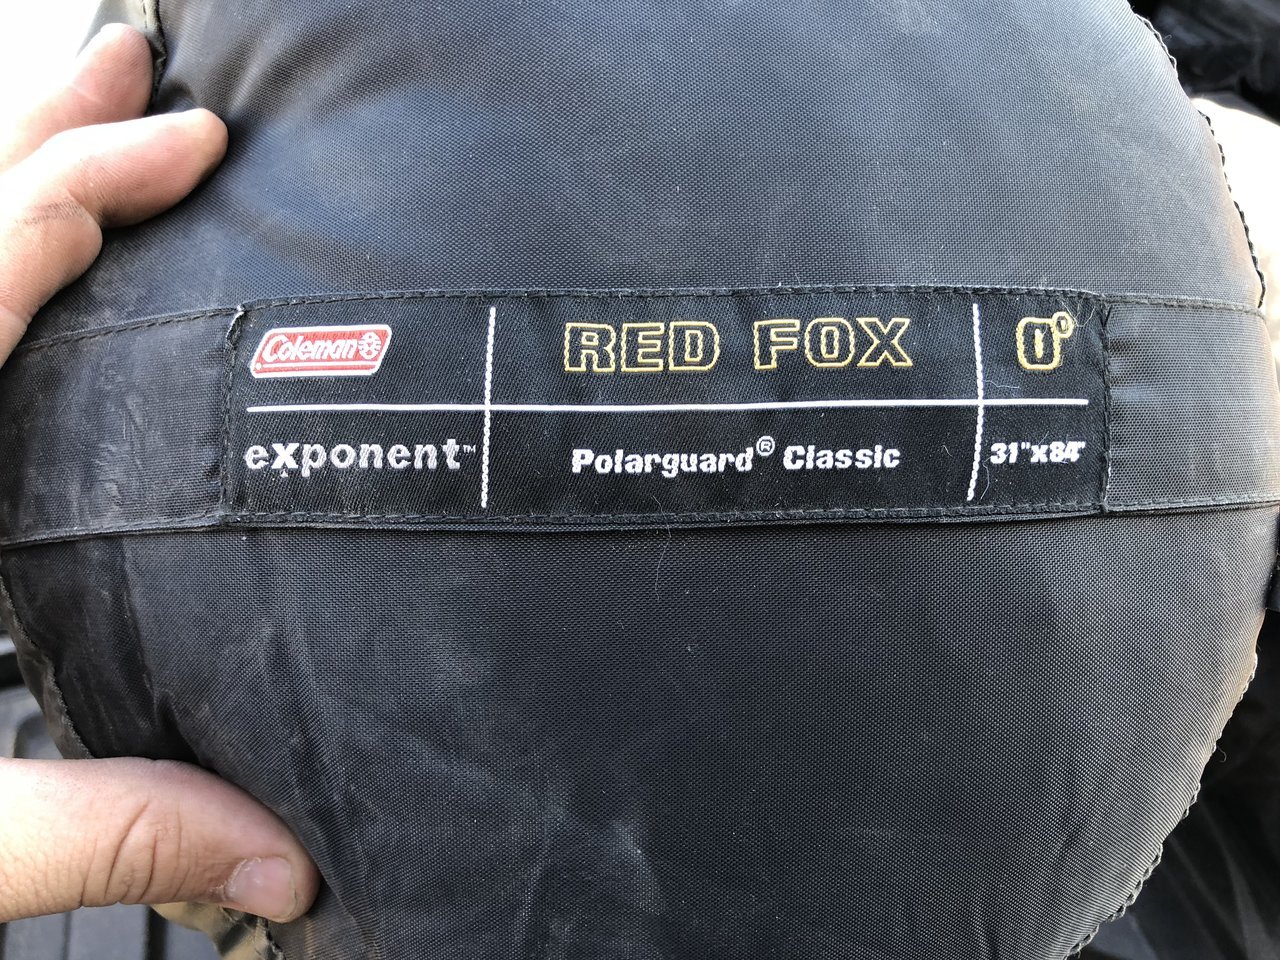 Coleman RED FOX 0°
eXponent™ Polarguard® Classic 31"x84"